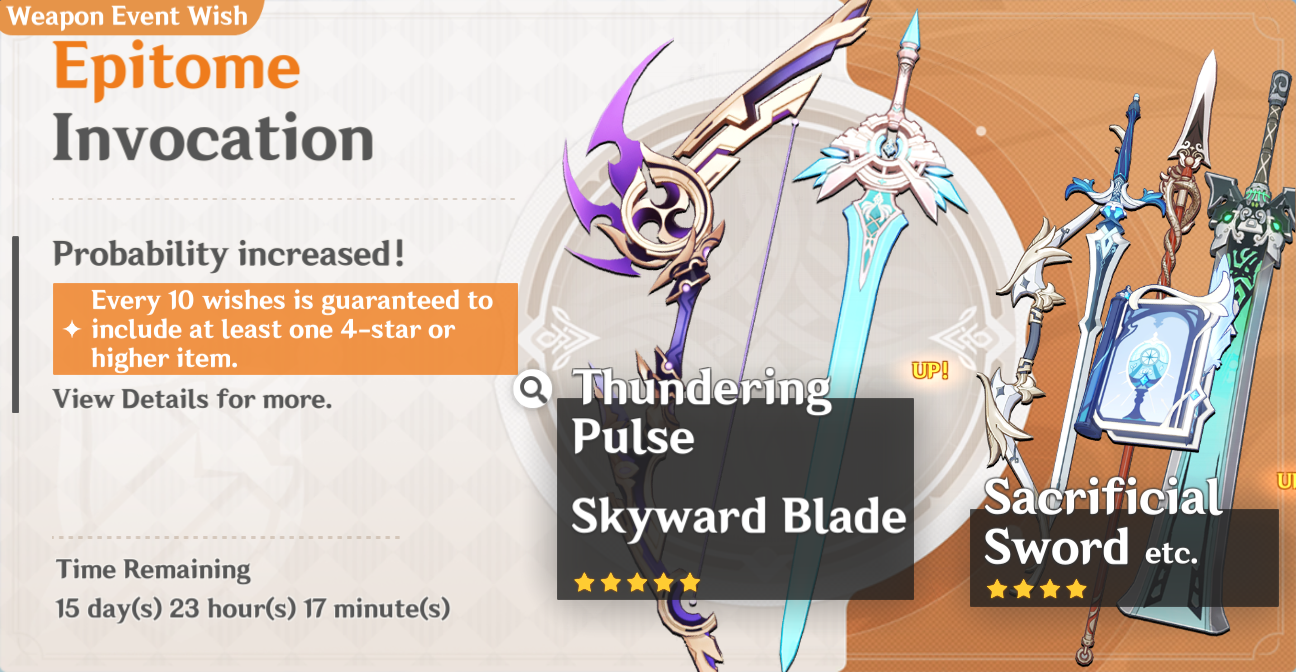 Weapon Event Wish
Epitome
Invocation
Probability increased!
Every 10 wishes is guaranteed to
include at least one 4-star or
higher item.
View Details for more.
Time Remaining
15 day(s) 23 hour(s) 17 minute(s)
UP!
Thundering
Pulse
Skyward Blade
Sacrificial
Sword etc.